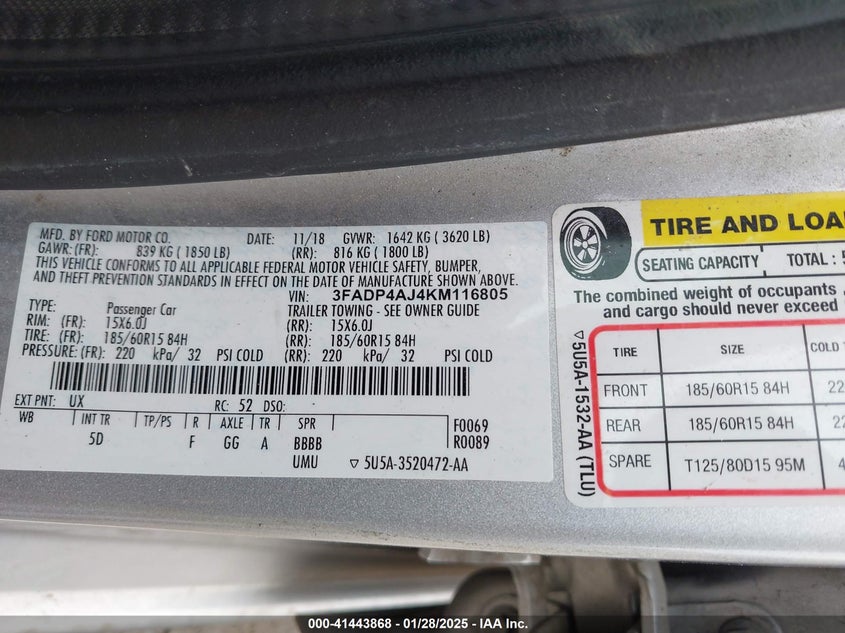 MFD. BY FORD MOTOR CO. DATE: 11/18 GVWR: 1642 KG ( 3620 LB)
GAWR: (FR): 839 KG ( 1850 LB) (RR): 816 KG ( 1800 LB)
THIS VEHICLE CONFORMS TO ALL APPLICABLE FEDERAL MOTOR VEHICLE SAFETY, BUMPER,
AND THEFT PREVENTION STANDARDS IN EFFECT ON THE DATE OF MANUFACTURE SHOWN ABOVE.
VIN: 3FADP4AJ4KM116805
TYPE: Passenger Car TRAILER TOWING - SEE OWNER GUIDE
RIM: (FR): 15X6.0J (RR): 15X6.0J
TIRE: (FR): 185/60R15 84H (RR): 185/60R15 84H
PRESSURE: (FR): 220 kPa/ 32 PSI COLD (RR): 220 kPa/ 32 PSI COLD
EXT PNT: UX RC: 52 DSO:
WB INT TR TP/PS R AXLE TR SPR F0069
5D F GG A BBBB R0089
UMU ▽ 5U5A-3520472-AA
TIRE AND LOA
SEATING CAPACITY TOTAL : 5
The combined weight of occupants
and cargo should never exceed
TIRE SIZE COLD
FRONT 185/60R15 84H 22
REAR 185/60R15 84H 22
SPARE T125/80D15 95M 4
▽ 5U5A-1532-AA (TLU)
000-41443868 - 01/28/2025 - IAA Inc.